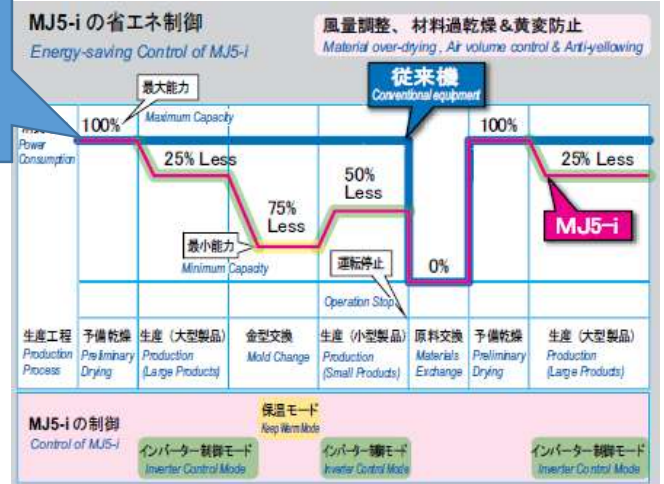 MJ5-i の省エネ制御
Energy-saving Control of MJ5-i
風量調整、材料過乾燥&黄変防止
Material over-drying , Air volume control & Anti-yellowing
従来機
Conventional equipment
最大能力
Maximum Capacity
Power
Consumption
100%
25% Less
75%
Less
50%
Less
0%
100%
25% Less
MJ5-i
最小能力
Minimum Capacity
運転停止
Operation Stop
生産工程
Production
Process
予備乾燥
Preliminary
Drying
生産（大型製品）
Production
(Large Products)
金型交換
Mold Change
生産（小型製品）
Production
(Small Products)
原料交換
Materials
Exchange
予備乾燥
Preliminary
Drying
生産（大型製品）
Production
(Large Products)
MJ5-iの制御
Control of MJ5-i
保温モード
Keep Warm Mode
インバーター制御モード
Inverter Control Mode
インバーター制御モード
Inverter Control Mode
インバーター制御モード
Inverter Control Mode